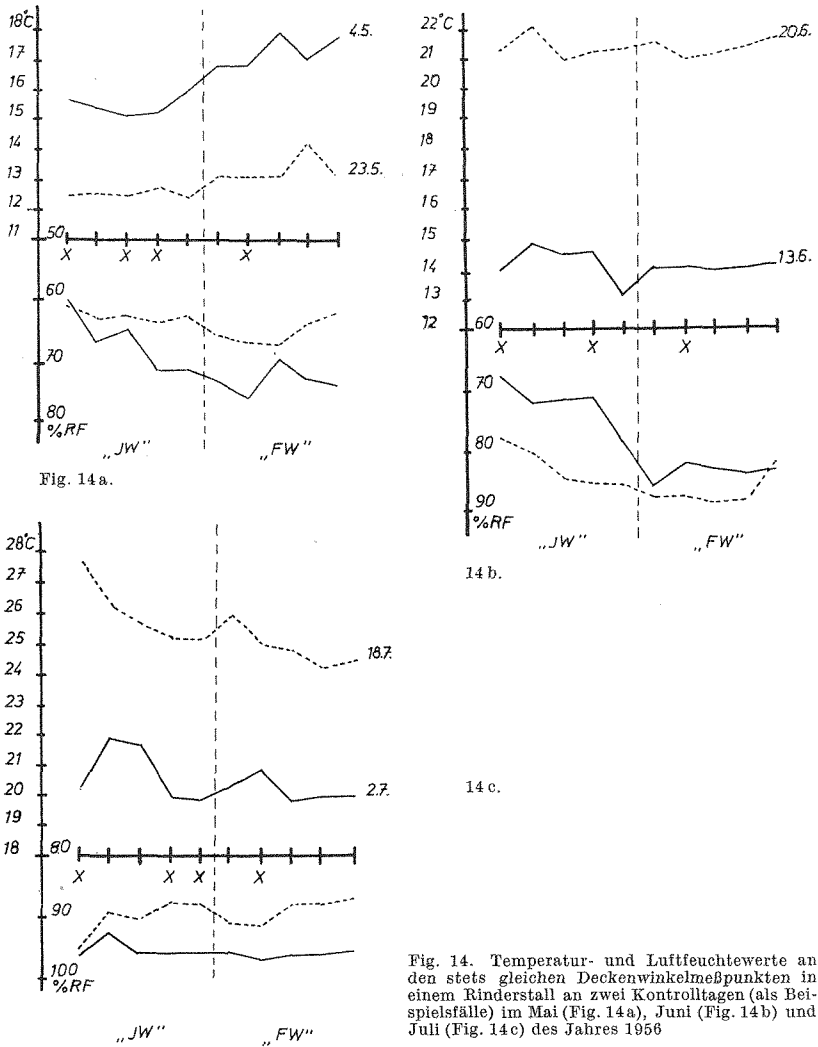 18°C
17
16
15
14
13
12
11
50
60
70
80
%RF
4.5.
23.5.
X X X X
„JW" „FW"
Fig. 14a.
22°C
21
20
19
18
17
16
15
14
13
12
60
70
80
90
%RF
20.6.
13.6.
X X X
„JW" „FW"
14b.
28°C
27
26
25
24
23
22
21
20
19
18
80
90
100
%RF
18.7.
2.7.
X X X X
„JW" „FW"
14c.
Fig. 14. Temperatur- und Luftfeuchtewerte an
den stets gleichen Deckenwinkelmeßpunkten in
einem Rinderstall an zwei Kontrolltagen (als Bei-
spielsfälle) im Mai (Fig. 14a), Juni (Fig. 14b) und
Juli (Fig. 14c) des Jahres 1956